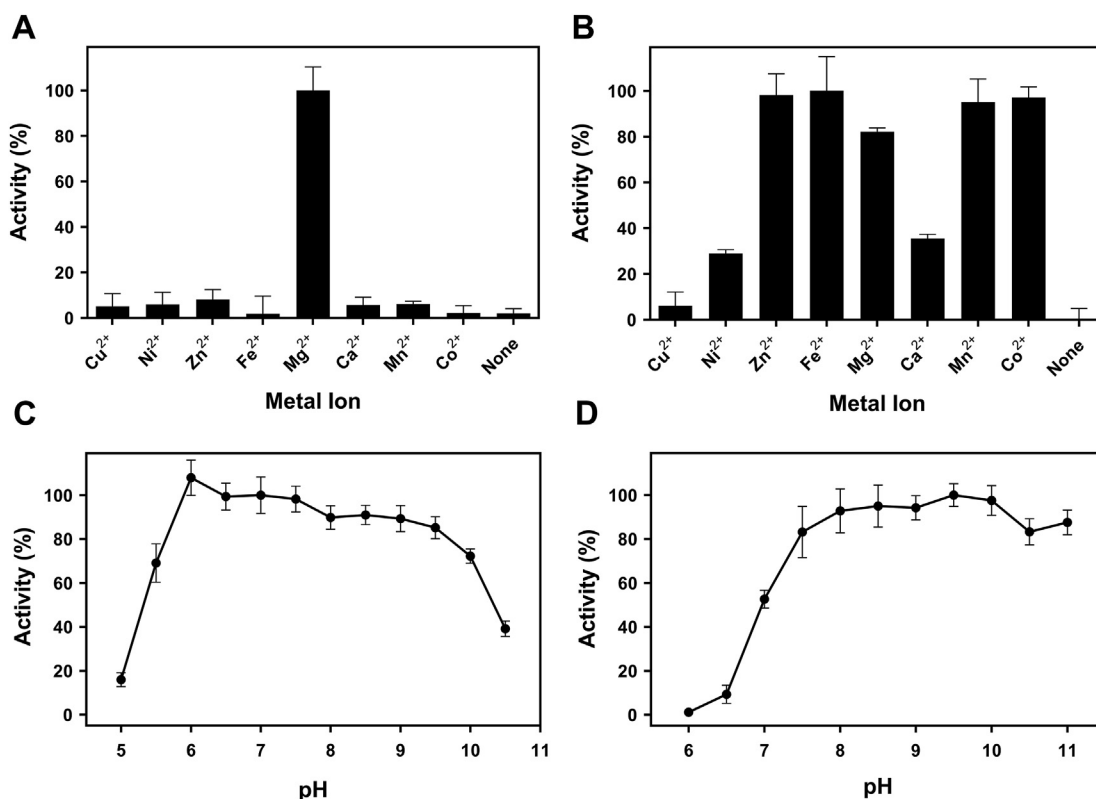 A
Activity (%)
100
80
60
40
20
0
Cu²⁺ Ni²⁺ Zn²⁺ Fe²⁺ Mg²⁺ Ca²⁺ Mn²⁺ Co²⁺ None
Metal Ion
B
Activity (%)
100
80
60
40
20
0
Cu²⁺ Ni²⁺ Zn²⁺ Fe²⁺ Mg²⁺ Ca²⁺ Mn²⁺ Co²⁺ None
Metal Ion
C
Activity (%)
100
80
60
40
20
0
5 6 7 8 9 10 11
pH
D
Activity (%)
100
80
60
40
20
0
6 7 8 9 10 11
pH